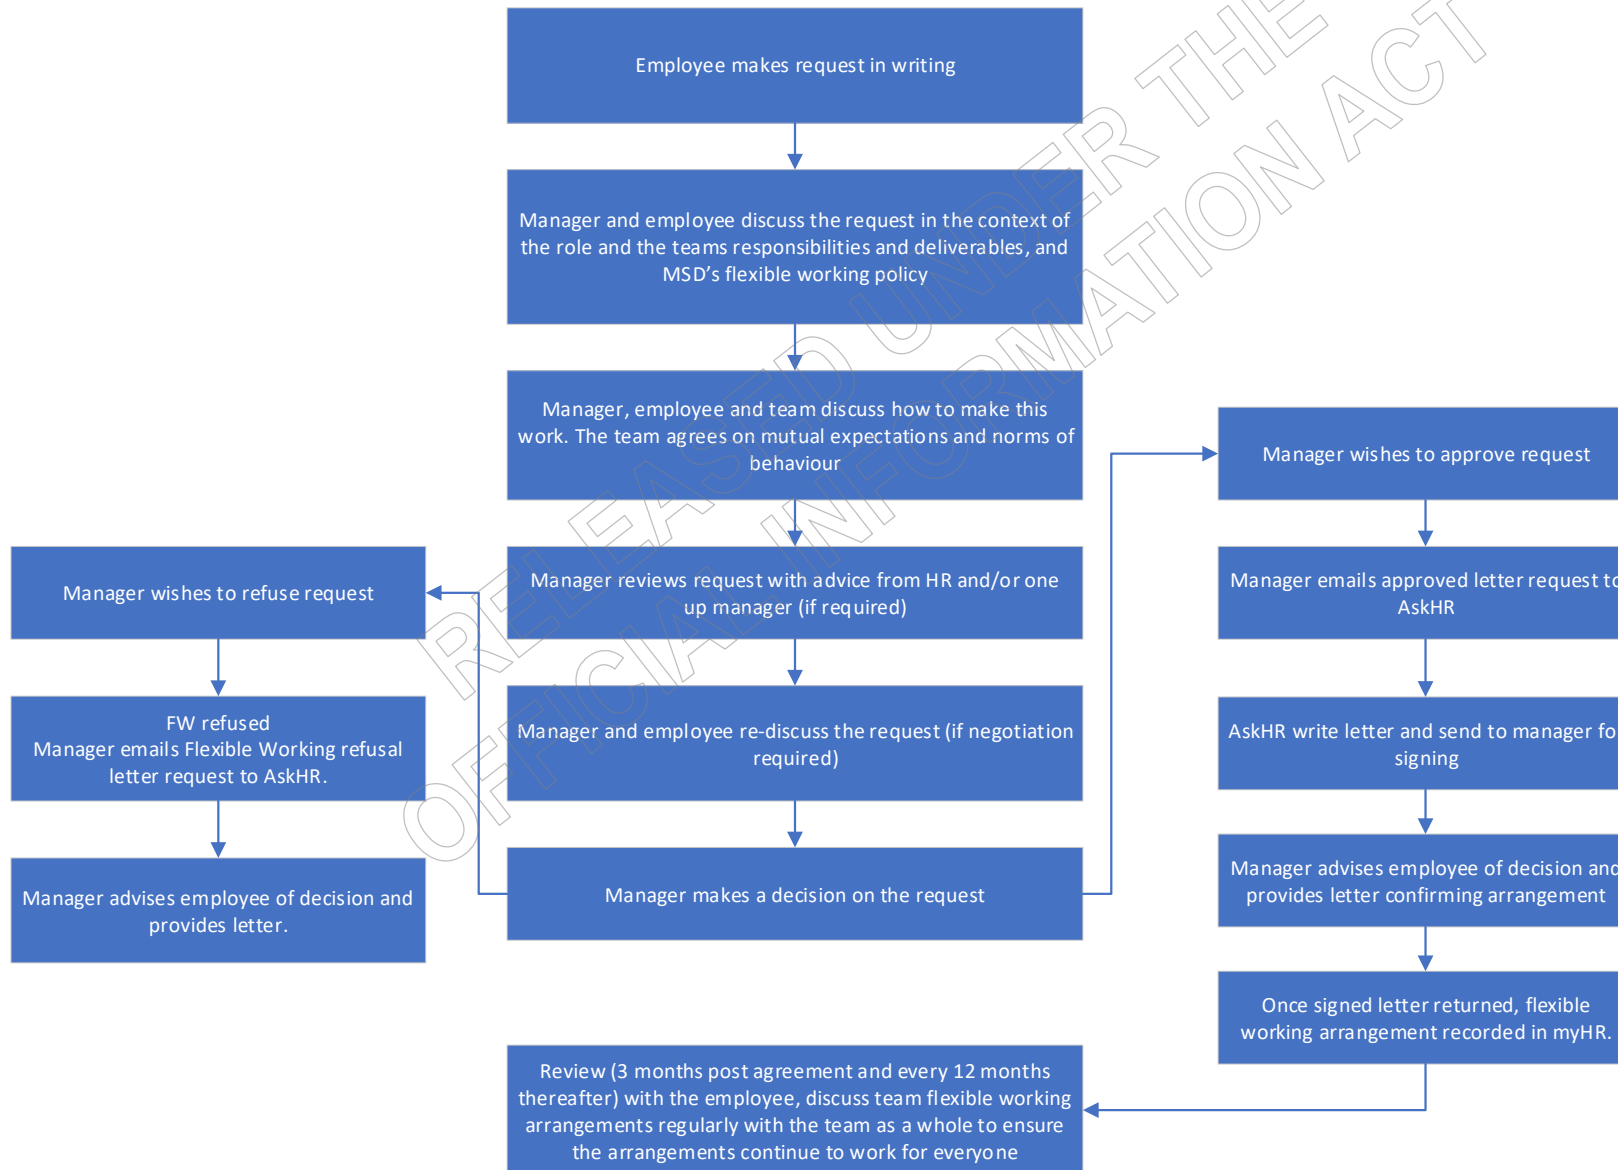 Employee makes request in writing
Manager and employee discuss the request in the context of
the role and the teams responsibilities and deliverables, and
MSD's flexible working policy
Manager, employee and team discuss how to make this
work. The team agrees on mutual expectations and norms of
behaviour
Manager reviews request with advice from HR and/or one
up manager (if required)
Manager and employee re-discuss the request (if negotiation
required)
Manager makes a decision on the request
Manager wishes to refuse request
FW refused
Manager emails Flexible Working refusal
letter request to AskHR.
Manager advises employee of decision and
provides letter.
Manager wishes to approve request
Manager emails approved letter request to
AskHR
AskHR write letter and send to manager fo
signing
Manager advises employee of decision and
provides letter confirming arrangement
Once signed letter returned, flexible
working arrangement recorded in myHR.
Review (3 months post agreement and every 12 months
thereafter) with the employee, discuss team flexible working
arrangements regularly with the team as a whole to ensure
the arrangements continue to work for everyone
RELEASED UNDER THE
OFFICIAL INFORMATION ACT